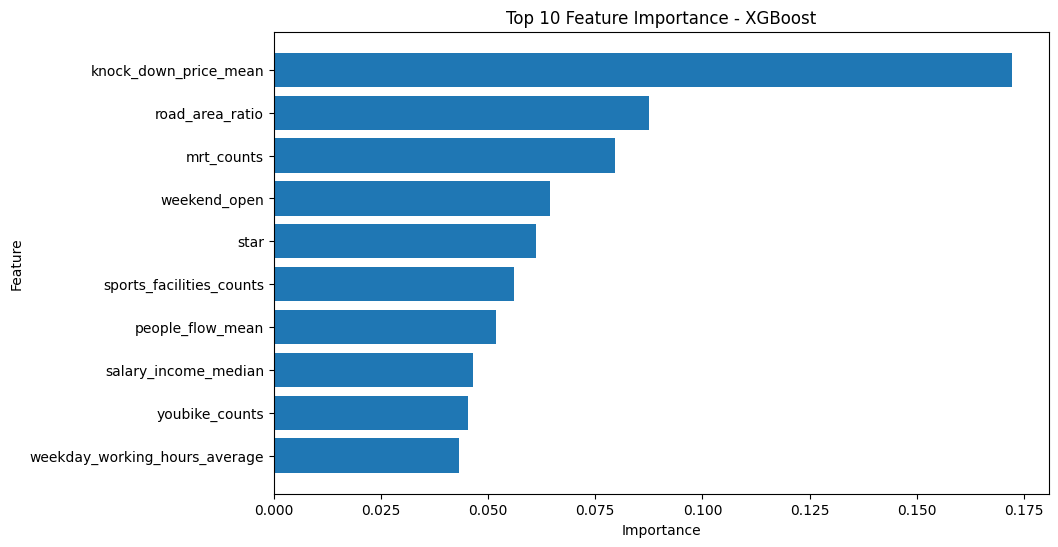 Top 10 Feature Importance - XGBoost
Feature
knock_down_price_mean
road_area_ratio
mrt_counts
weekend_open
star
sports_facilities_counts
people_flow_mean
salary_income_median
youbike_counts
weekday_working_hours_average
0.000 0.025 0.050 0.075 0.100 0.125 0.150 0.175
Importance